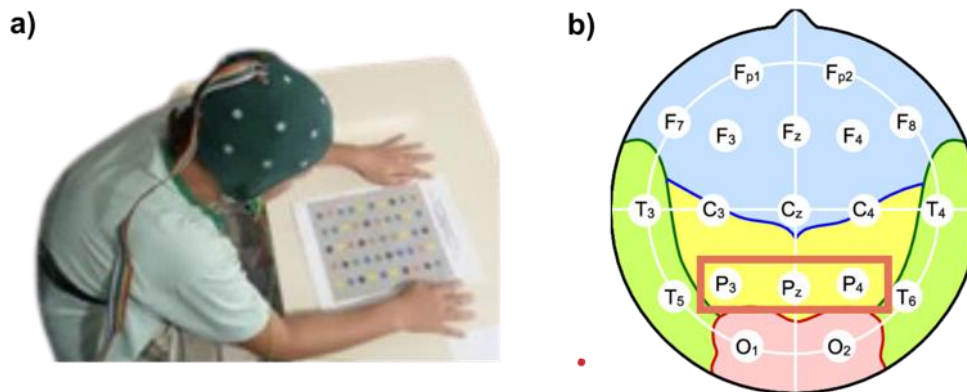 a)
b)
Fp1 Fp2
F7 F3 Fz F4 F8
T3 C3 Cz C4 T4
T5 P3 Pz P4 T6
O1 O2